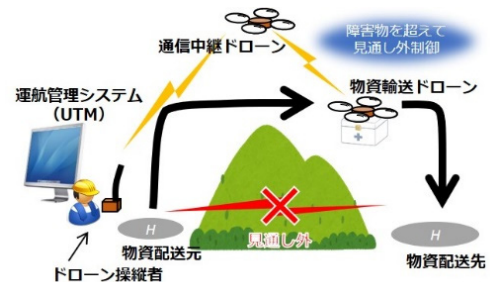 通信中継ドローン
障害物を超えて
見通し外制御
運航管理システム
（UTM）
物資輸送ドローン
H
見通し外
H
物資配送元
物資配送先
ドローン操縦者